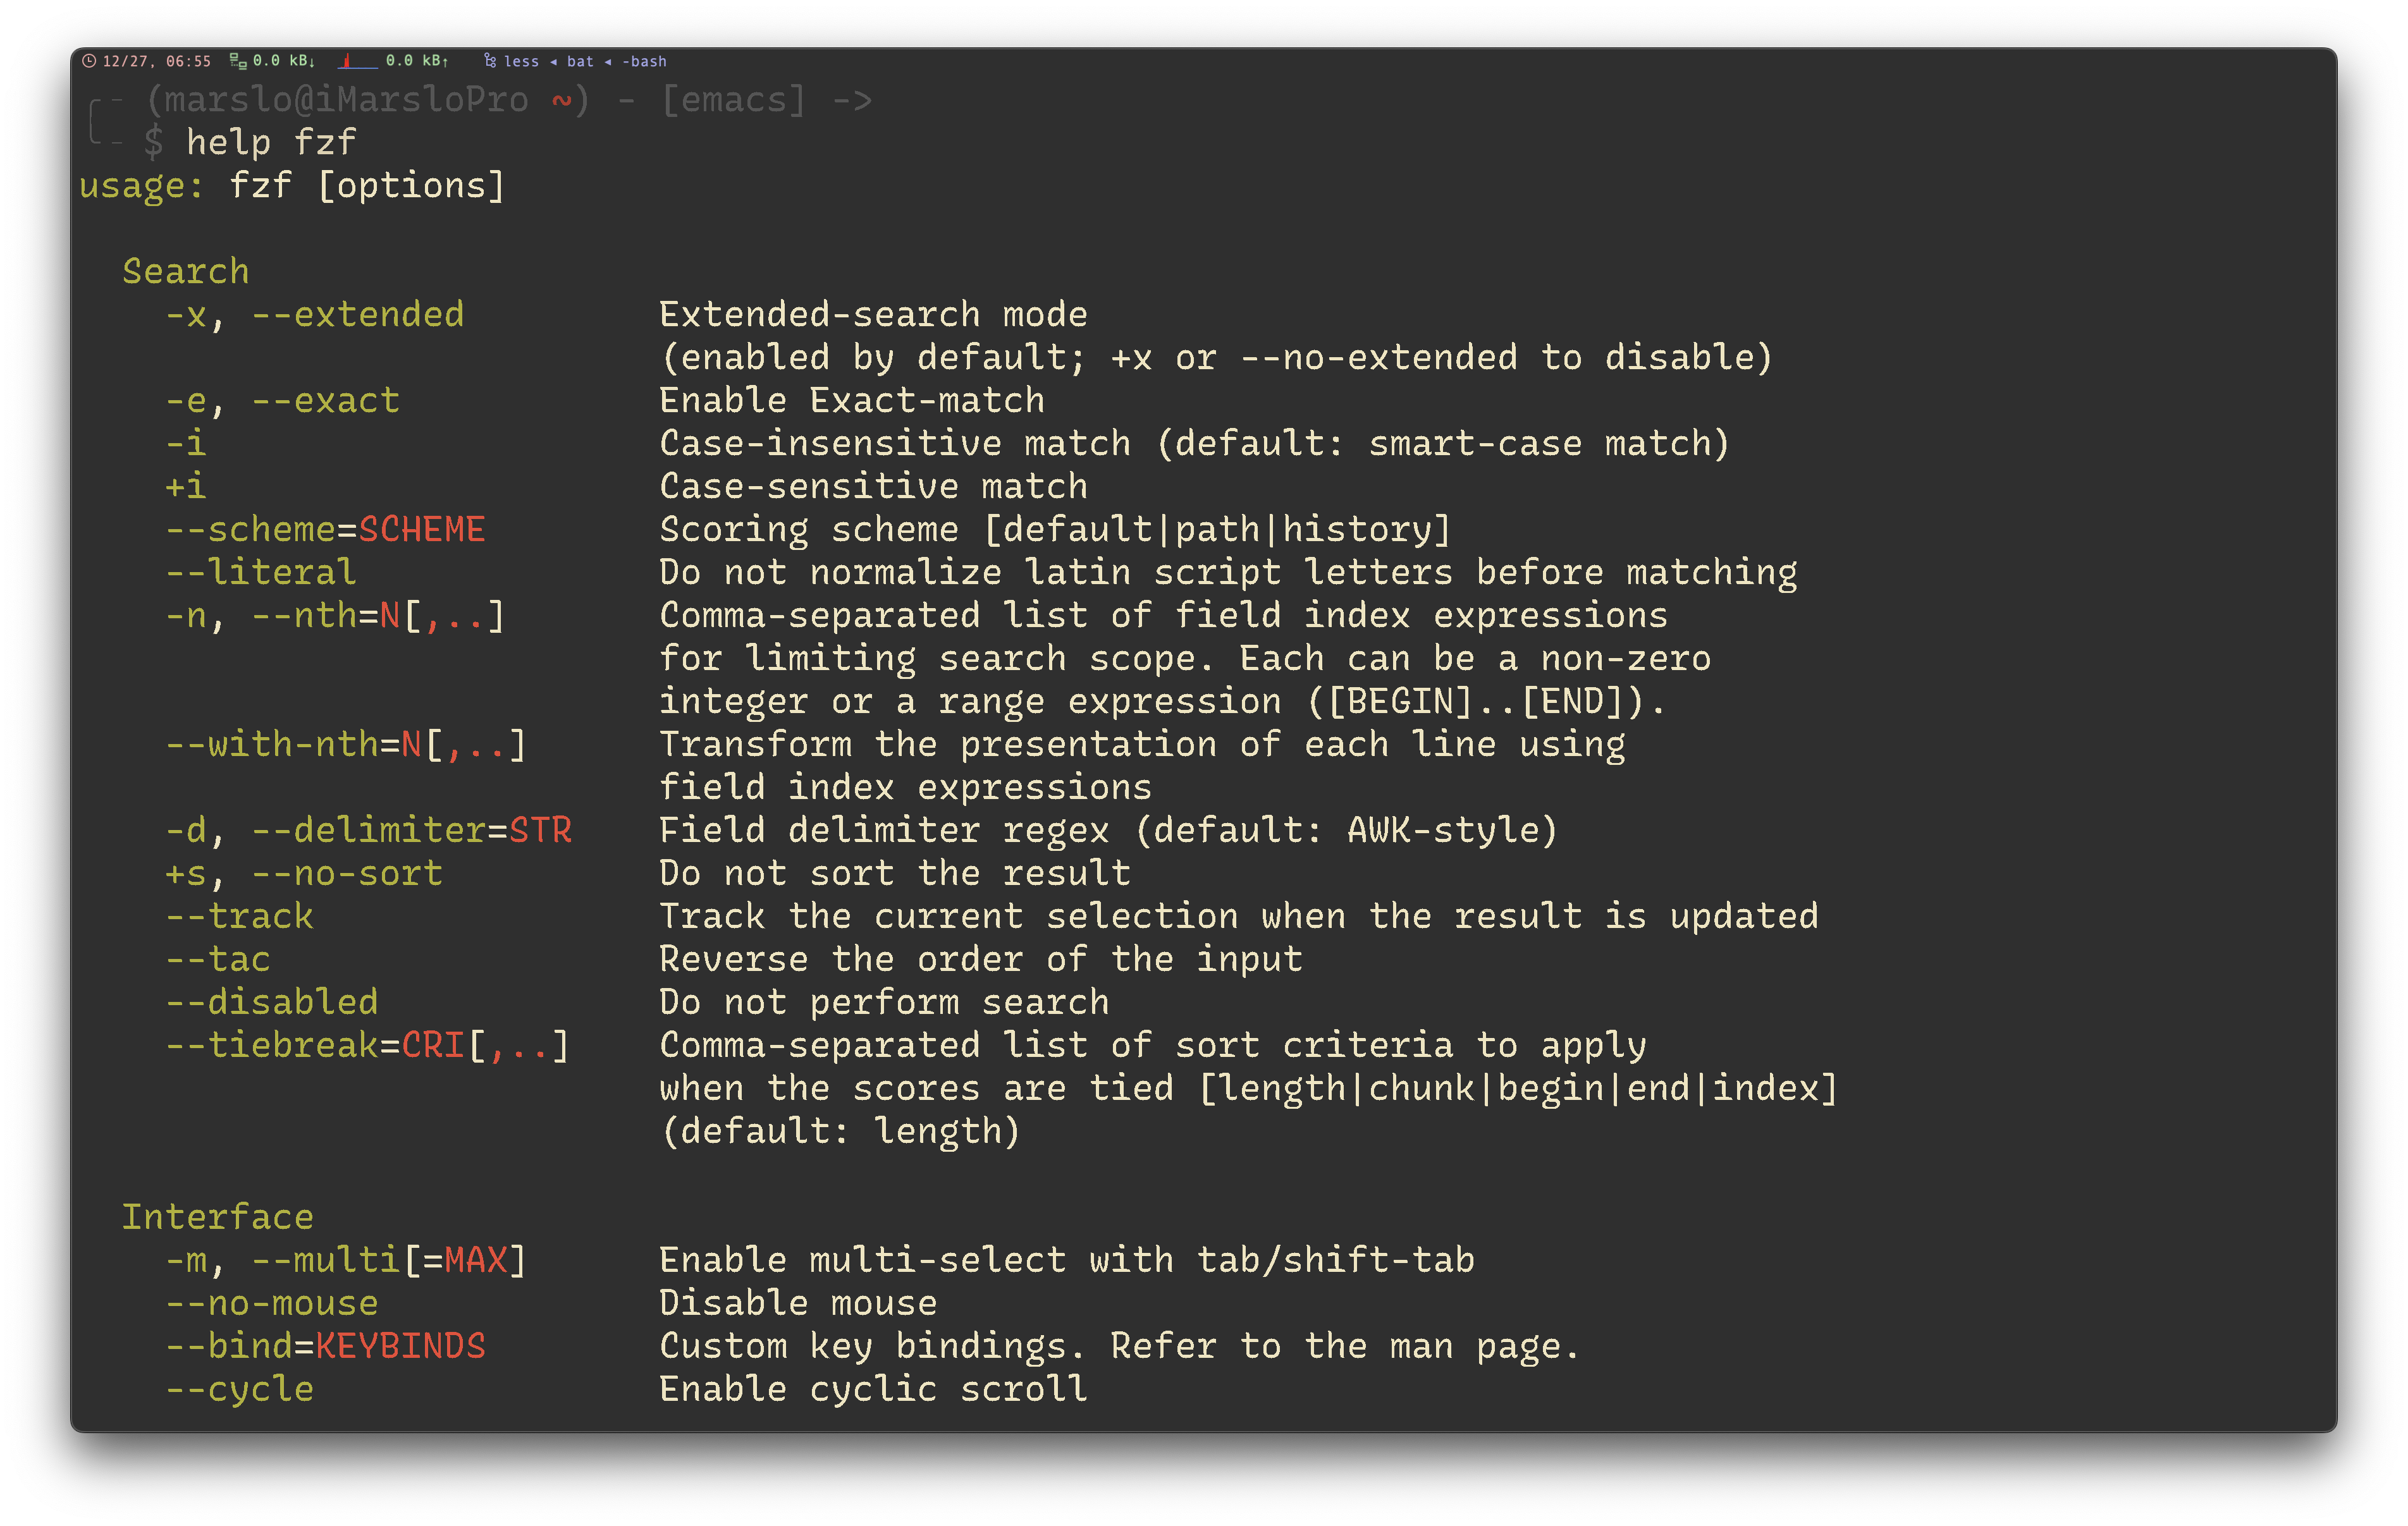 12/27, 06:55 0.0 kB↓ 0.0 kB↑ less ◂ bat ◂ -bash
╭╴╴ (marslo@iMarsloPro ~) - [emacs] ->
╰╴╴ $ help fzf
usage: fzf [options]
Search
-x, --extended Extended-search mode
(enabled by default; +x or --no-extended to disable)
-e, --exact Enable Exact-match
-i Case-insensitive match (default: smart-case match)
+i Case-sensitive match
--scheme=SCHEME Scoring scheme [default|path|history]
--literal Do not normalize latin script letters before matching
-n, --nth=N[,..] Comma-separated list of field index expressions
for limiting search scope. Each can be a non-zero
integer or a range expression ([BEGIN]..[END]).
--with-nth=N[,..] Transform the presentation of each line using
field index expressions
-d, --delimiter=STR Field delimiter regex (default: AWK-style)
+s, --no-sort Do not sort the result
--track Track the current selection when the result is updated
--tac Reverse the order of the input
--disabled Do not perform search
--tiebreak=CRI[,..] Comma-separated list of sort criteria to apply
when the scores are tied [length|chunk|begin|end|index]
(default: length)
Interface
-m, --multi[=MAX] Enable multi-select with tab/shift-tab
--no-mouse Disable mouse
--bind=KEYBINDS Custom key bindings. Refer to the man page.
--cycle Enable cyclic scroll